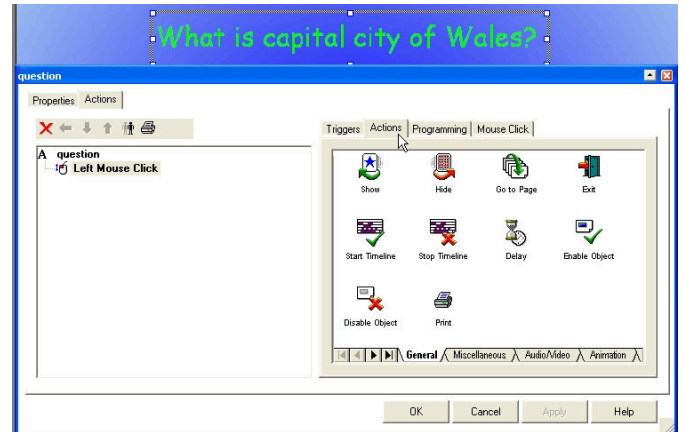 What is capital city of Wales?
question
Properties Actions
Triggers Actions Programming Mouse Click
A question
Left Mouse Click
Show Hide Go to Page Exit
Start Timeline Stop Timeline Delay Enable Object
Disable Object Print
General Miscellaneous Audio/Video Animation
OK Cancel Apply Help